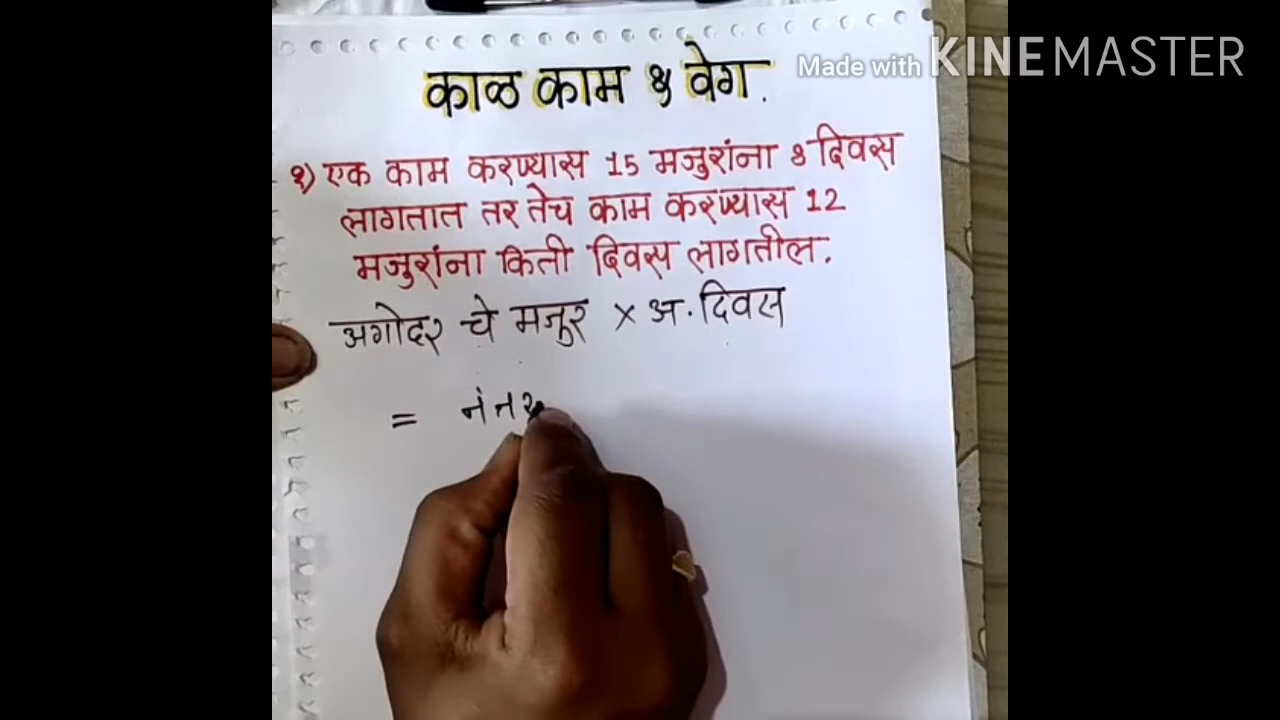 Made with KINEMASTER
काळ काम & वेग.
१) एक काम करण्यास 15 मजुरांना 8 दिवस
लागतात तर तेच काम करण्यास 12
मजुरांना किती दिवस लागतील.
अगोदर चे मजुर × अ. दिवस
= नंतर